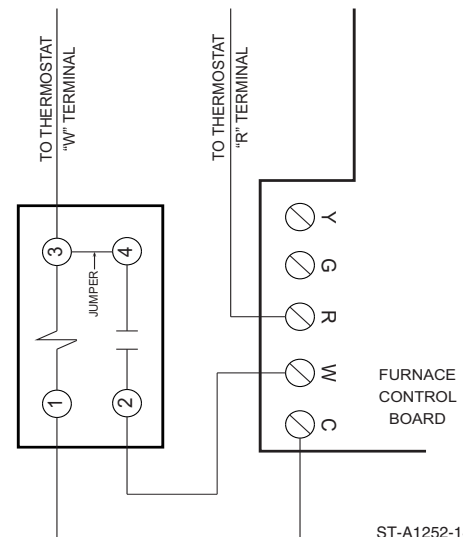 TO THERMOSTAT
“W” TERMINAL
TO THERMOSTAT
“R” TERMINAL
3
4
JUMPER
1
2
Y
G
R
W
C
FURNACE
CONTROL
BOARD
ST-A1252-1